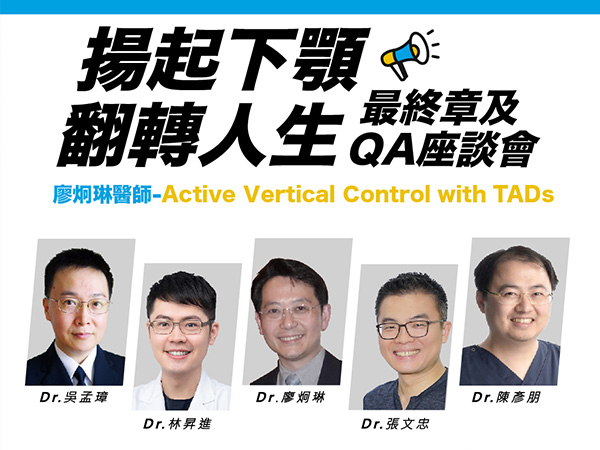 揚起下顎
翻轉人生
最終章及
QA座談會
廖炯琳醫師-Active Vertical Control with TADs
Dr.吳孟瑋
Dr.林昇進
Dr.廖炯琳
Dr.張文忠
Dr.陳彥朋